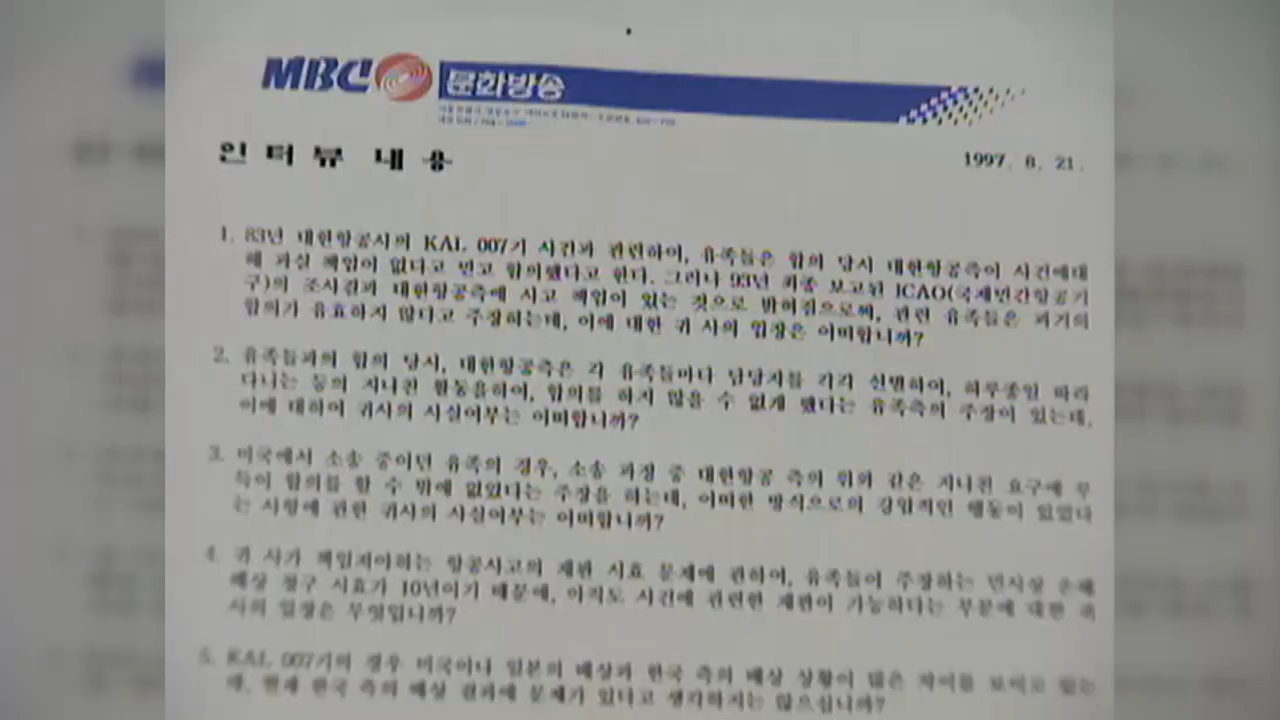 MBC 문화방송
인터뷰 내용
1997. 8. 21.
1. 83년 대한항공사의 KAL 007기 사건과 관련하여, 유족들은 합의 당시 대한항공측이 사건에대
해 과실 책임이 없다고 믿고 합의했다고 한다. 그러나 93년 최종 보고된 ICAO(국제민간항공기
구)의 조사결과 대한항공측에 사고 책임이 있는 것으로 밝혀짐으로써, 관련 유족들은 과거의
합의가 유효하지 않다고 주장하는데, 이에 대한 귀 사의 입장은 어떠합니까?
2. 유족들과의 합의 당시, 대한항공측은 각 유족들마다 담당자를 각각 선별하여, 하루종일 따라
다니는 등의 지나친 활동을하여, 합의를 하지 않을 수 없게 했다는 유족측의 주장이 있는데,
이에 대하여 귀사의 사실여부는 어떠합니까?
3. 미국에서 소송 중이던 유족의 경우, 소송 과정 중 대한항공 측의 위와 같은 지나친 요구에 못
들이 합의를 할 수 밖에 없었다는 주장을 하는데, 어떠한 방식으로의 강압적인 행동이 있었다
는 사항에 관한 귀사의 사실여부는 어떠합니까?
4. 귀 사가 책임져야하는 항공사고의 재판 시효 문제에 관하여, 유족들이 주장하는 민사상 손해
배상 청구 시효가 10년이기 때문에, 아직도 사건에 관련한 재판이 가능하다는 부분에 대한 귀
사의 입장은 무엇입니까?
5. KAL 007기의 경우 미국이나 일본의 배상과 한국 측의 배상 상황이 많은 차이를 보이고 있는
데, 현재 한국 측의 배상 결과에 문제가 있다고 생각하지는 않으십니까?